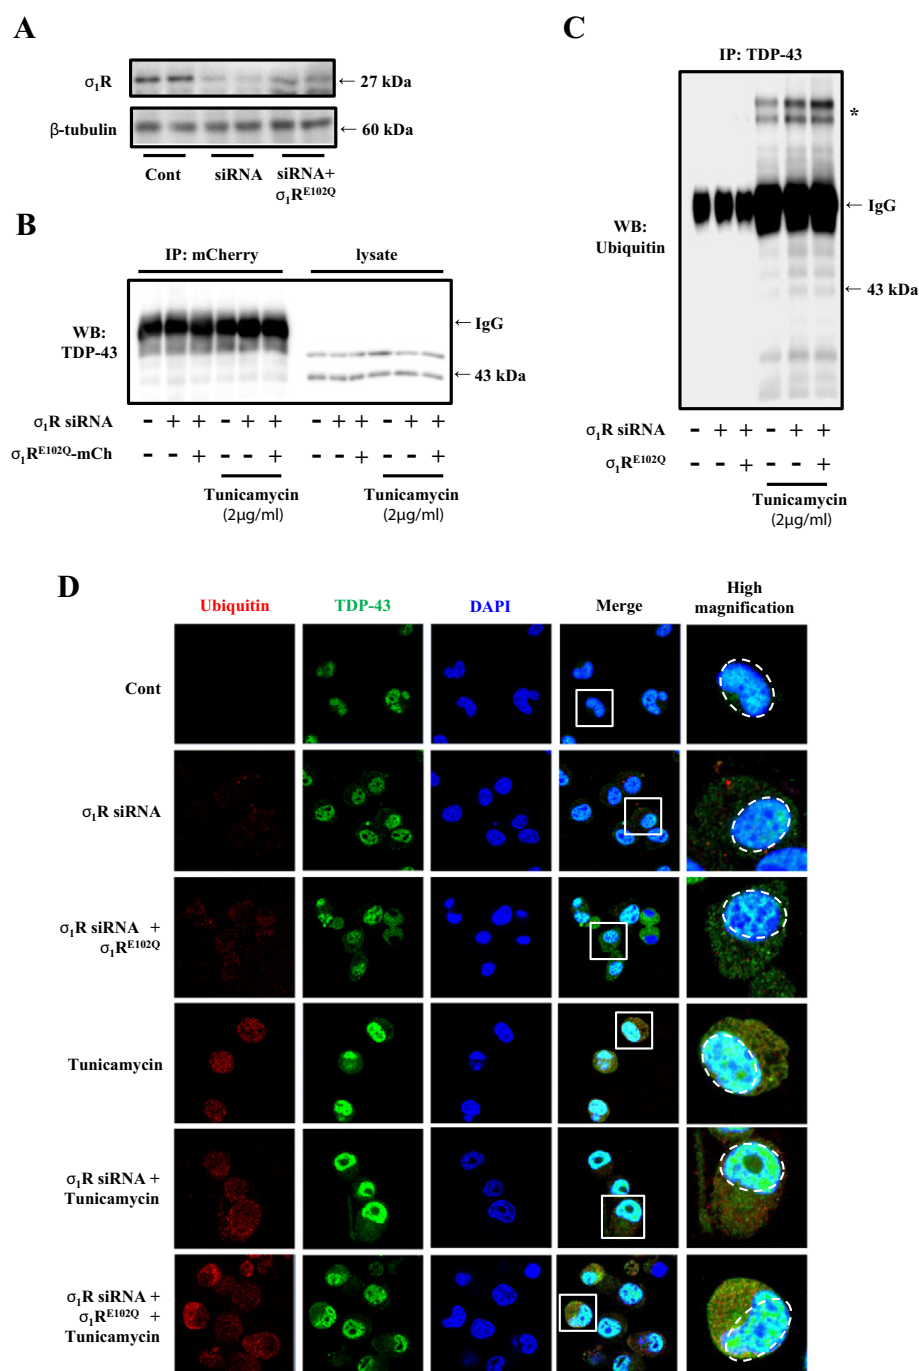 A
σ₁R
← 27 kDa
β-tubulin
← 60 kDa
Cont
siRNA
siRNA+
σ₁Rᴱ¹⁰²Q
B
IP: mCherry
lysate
WB:
TDP-43
← IgG
← 43 kDa
σ₁R siRNA
- + + - + + - + + - + +
σ₁Rᴱ¹⁰²Q-mCh
- - + - - + - - + - - +
Tunicamycin
(2µg/ml)
Tunicamycin
(2µg/ml)
C
IP: TDP-43
*
WB:
Ubiquitin
← IgG
← 43 kDa
σ₁R siRNA
- + + - + +
σ₁Rᴱ¹⁰²Q
- - + - - +
Tunicamycin
(2µg/ml)
D
Ubiquitin
TDP-43
DAPI
Merge
High
magnification
Cont
σ₁R siRNA
σ₁R siRNA +
σ₁Rᴱ¹⁰²Q
Tunicamycin
σ₁R siRNA +
Tunicamycin
σ₁R siRNA +
σ₁Rᴱ¹⁰²Q +
Tunicamycin